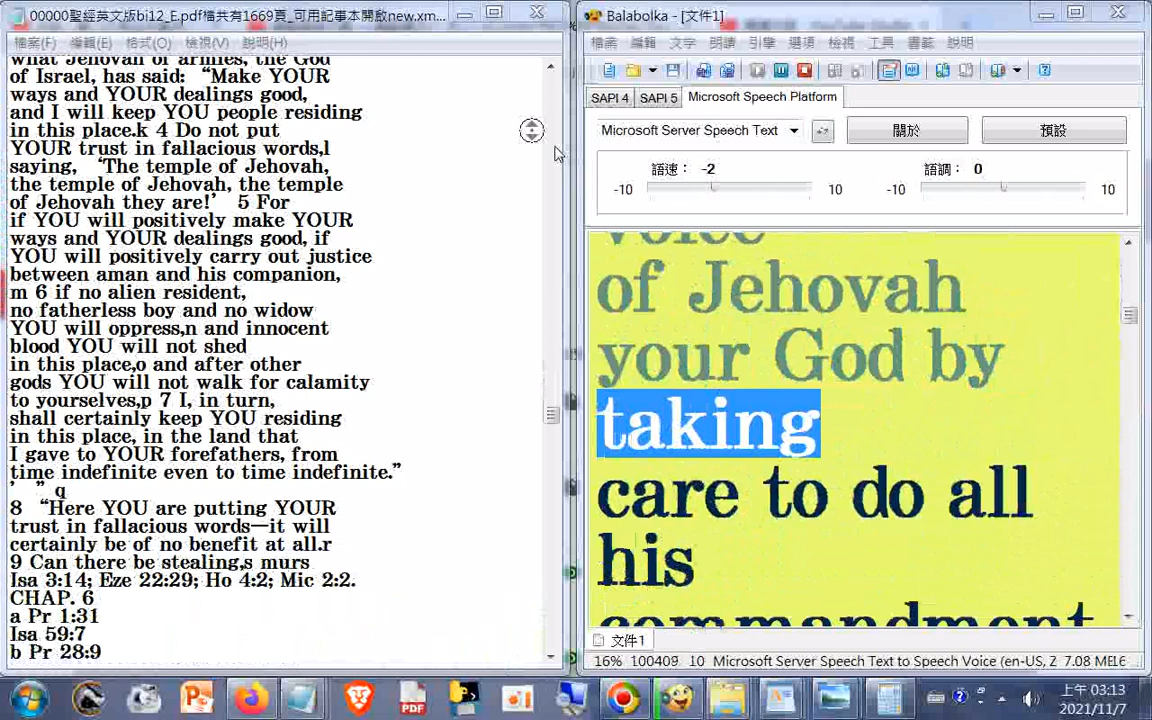 00000聖經英文版bi12_E.pdf檔共有1669頁_可用記事本開啟new.xm...
檔案(F) 編輯(E) 格式(O) 檢視(V) 說明(H)
what Jehovah of armies, the God
of Israel, has said: “Make YOUR
ways and YOUR dealings good,
and I will keep YOU people residing
in this place.k 4 Do not put
YOUR trust in fallacious words,l
saying, ‘The temple of Jehovah,
the temple of Jehovah, the temple
of Jehovah they are!’ 5 For
if YOU will positively make YOUR
ways and YOUR dealings good, if
YOU will positively carry out justice
between aman and his companion,
m 6 if no alien resident,
no fatherless boy and no widow
YOU will oppress,n and innocent
blood YOU will not shed
in this place,o and after other
gods YOU will not walk for calamity
to yourselves,p 7 I, in turn,
shall certainly keep YOU residing
in this place, in the land that
I gave to YOUR forefathers, from
time indefinite even to time indefinite.”
’ ”q
8 “Here YOU are putting YOUR
trust in fallacious words—it will
certainly be of no benefit at all.r
9 Can there be stealing,s murs
Isa 3:14; Eze 22:29; Ho 4:2; Mic 2:2.
CHAP. 6
a Pr 1:31
Isa 59:7
b Pr 28:9
Balabolka - [文件1]
檔案 編輯 文字 朗讀 引擎 選項 檢視 工具 書籤 說明
SAPI 4 SAPI 5 Microsoft Speech Platform
Microsoft Server Speech Text 關於 預設
語速： -2 語調： 0
-10 10 -10 10
voice
of Jehovah
your God by
taking
care to do all
his
commandment
文件1
16% 100409 10 Microsoft Server Speech Text to Speech Voice (en-US, Z 7.08 ME
上午 03:13
2021/11/7